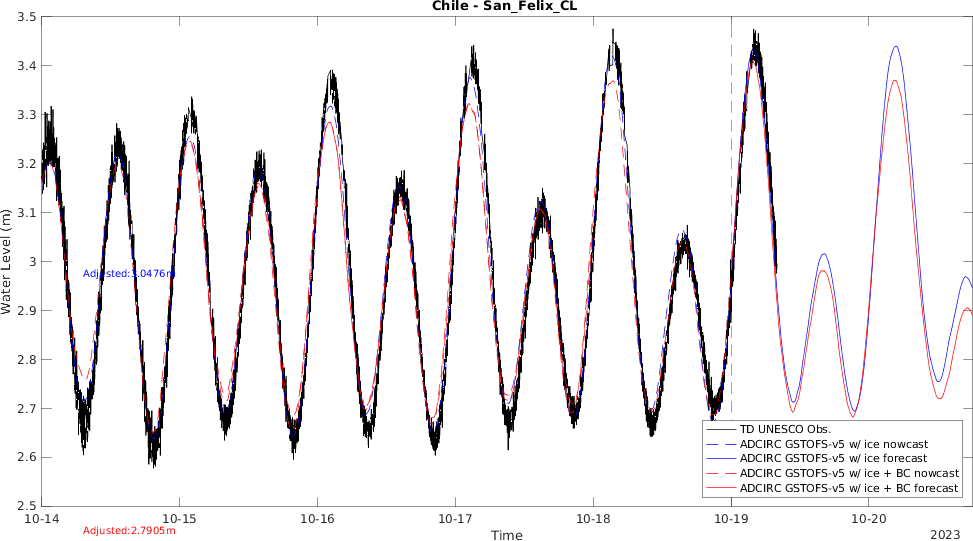 Chile - San_Felix_CL
3.5
3.4
3.3
3.2
3.1
3
2.9
2.8
2.7
2.6
2.5
Water Level (m)
Adjusted:3.0476m
TD UNESCO Obs.
ADCIRC GSTOFS-v5 w/ ice nowcast
ADCIRC GSTOFS-v5 w/ ice forecast
ADCIRC GSTOFS-v5 w/ ice + BC nowcast
ADCIRC GSTOFS-v5 w/ ice + BC forecast
10-14 10-15 10-16 10-17 10-18 10-19 10-20
Adjusted:2.7905m
Time
2023